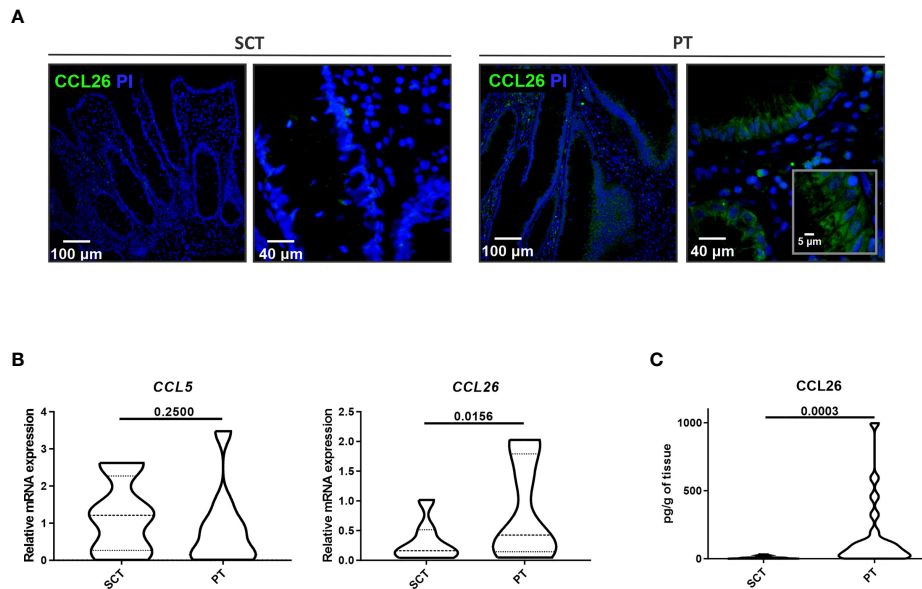 A
SCT
PT
CCL26 PI
100 µm
40 µm
CCL26 PI
100 µm
40 µm
5 µm
B
CCL5
Relative mRNA expression
4
3
2
1
0
0.2500
SCT
PT
CCL26
Relative mRNA expression
2.5
2.0
1.5
1.0
0.5
0.0
0.0156
SCT
PT
C
CCL26
pg/g of tissue
1000
500
0
0.0003
SCT
PT